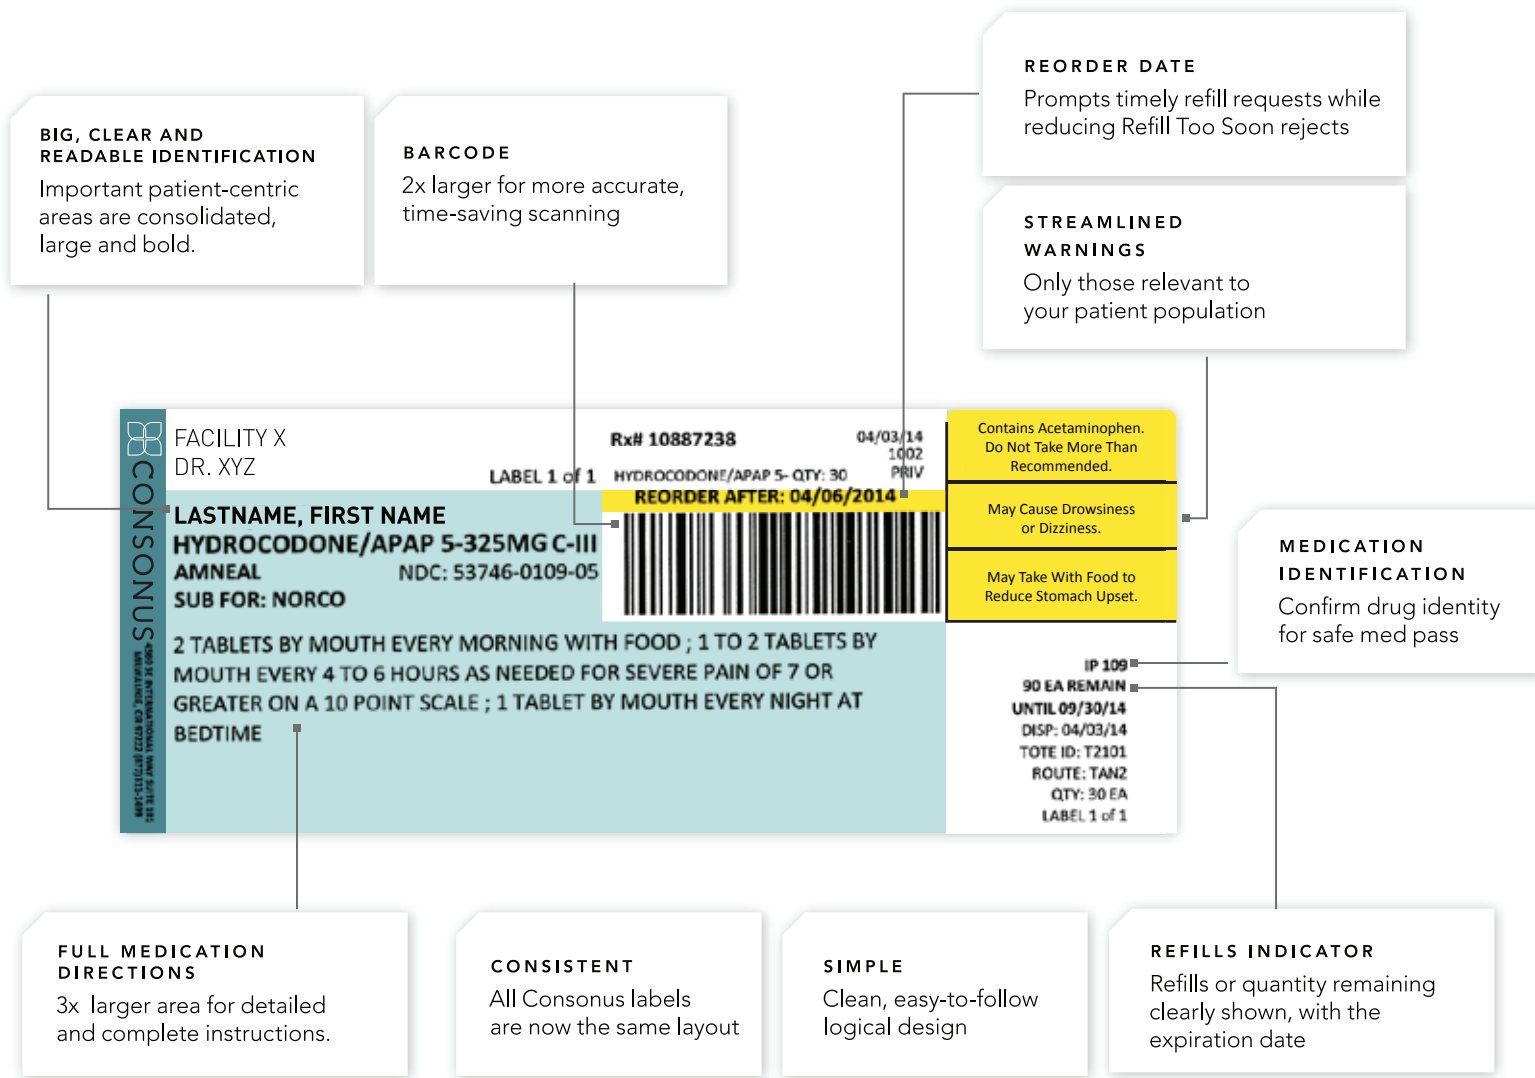 REORDER DATE
Prompts timely refill requests while
reducing Refill Too Soon rejects
BIG, CLEAR AND
READABLE IDENTIFICATION
Important patient-centric
areas are consolidated,
large and bold.
BARCODE
2x larger for more accurate,
time-saving scanning
STREAMLINED
WARNINGS
Only those relevant to
your patient population
CONSONUS
4560 SE INTERNATIONAL WAY SUITE 101
MILWAUKIE, OR 97222
FACILITY X
DR. XYZ
LABEL 1 of 1
Rx# 10887238
04/03/14
1002
HYDROCODONE/APAP 5- QTY: 30
PRIV
REORDER AFTER: 04/06/2014
LASTNAME, FIRST NAME
HYDROCODONE/APAP 5-325MG C-III
AMNEAL NDC: 53746-0109-05
SUB FOR: NORCO
2 TABLETS BY MOUTH EVERY MORNING WITH FOOD ; 1 TO 2 TABLETS BY
MOUTH EVERY 4 TO 6 HOURS AS NEEDED FOR SEVERE PAIN OF 7 OR
GREATER ON A 10 POINT SCALE ; 1 TABLET BY MOUTH EVERY NIGHT AT
BEDTIME
Contains Acetaminophen.
Do Not Take More Than
Recommended.
May Cause Drowsiness
or Dizziness.
May Take With Food to
Reduce Stomach Upset.
IP 109
90 EA REMAIN
UNTIL 09/30/14
DISP: 04/03/14
TOTE ID: T2101
ROUTE: TAN2
QTY: 30 EA
LABEL 1 of 1
MEDICATION
IDENTIFICATION
Confirm drug identity
for safe med pass
FULL MEDICATION
DIRECTIONS
3x larger area for detailed
and complete instructions.
CONSISTENT
All Consonus labels
are now the same layout
SIMPLE
Clean, easy-to-follow
logical design
REFILLS INDICATOR
Refills or quantity remaining
clearly shown, with the
expiration date